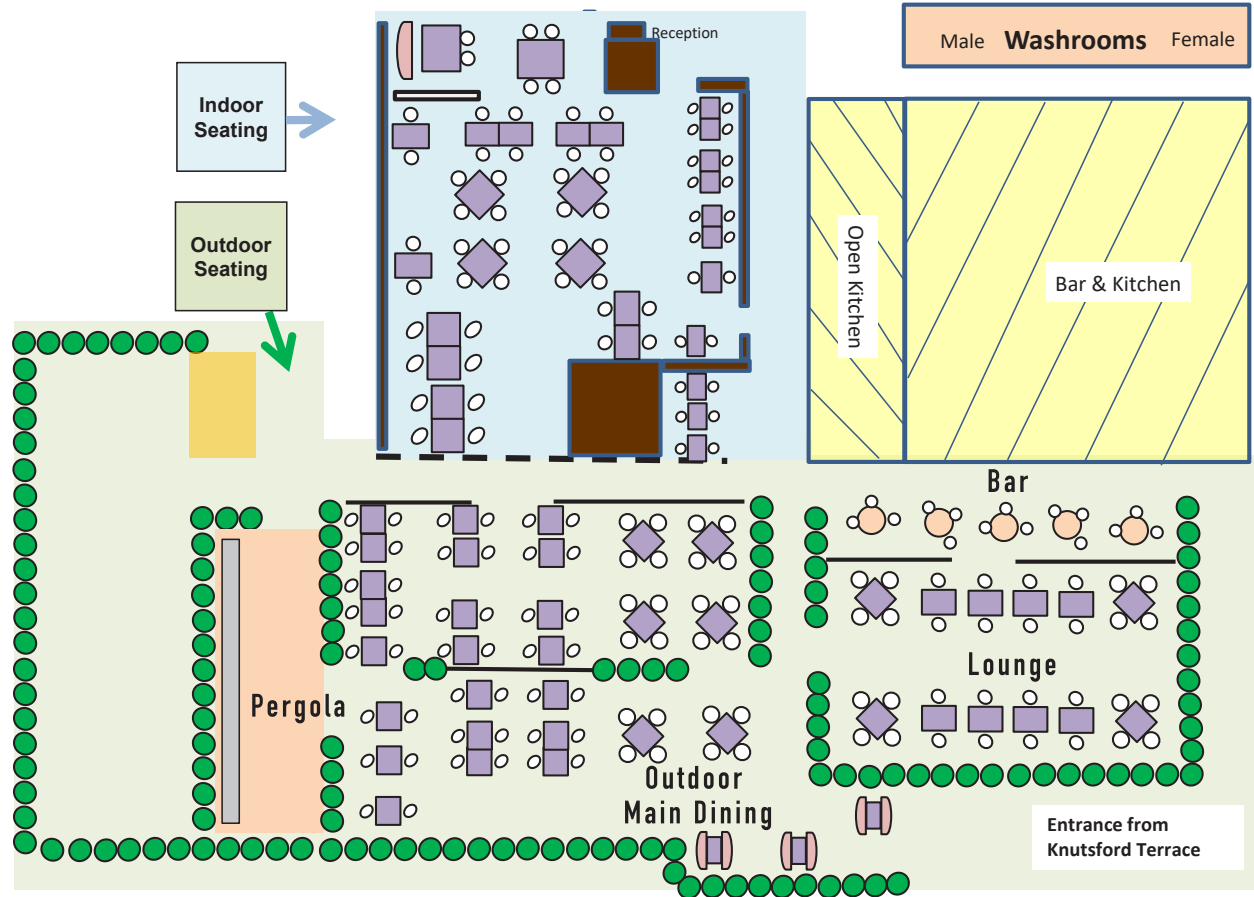 Reception
Male Washrooms Female
Indoor
Seating
Outdoor
Seating
Open Kitchen
Bar & Kitchen
Bar
Lounge
Pergola
Outdoor
Main Dining
Entrance from
Knutsford Terrace